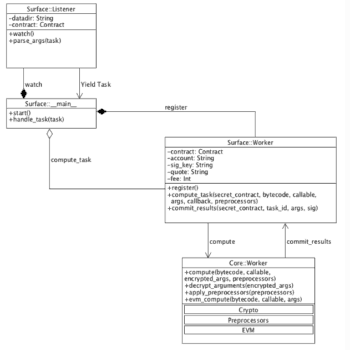 Surface::Listener
-datadir: String
-contract: Contract
+watch()
+parse_args(task)
watch
Yield Task
Surface::__main__
+start()
+handle_task(task)
register
compute_task
Surface::Worker
-contract: Contract
-account: String
-sig_key: String
-quote: String
-fee: Int
+register()
+compute_task(secret_contract, bytecode, callable,
args, callback, preprocessors)
+commit_results(secret_contract, task_id, args, sig)
compute
commit_results
Core::Worker
+compute(bytecode, callable,
encrypted_args, preprocessors)
+decrypt_arguments(encrypted_args)
+apply_preprocessors(preprocessors)
+evm_compute(bytecode, callable, args)
Crypto
Preprocessors
EVM